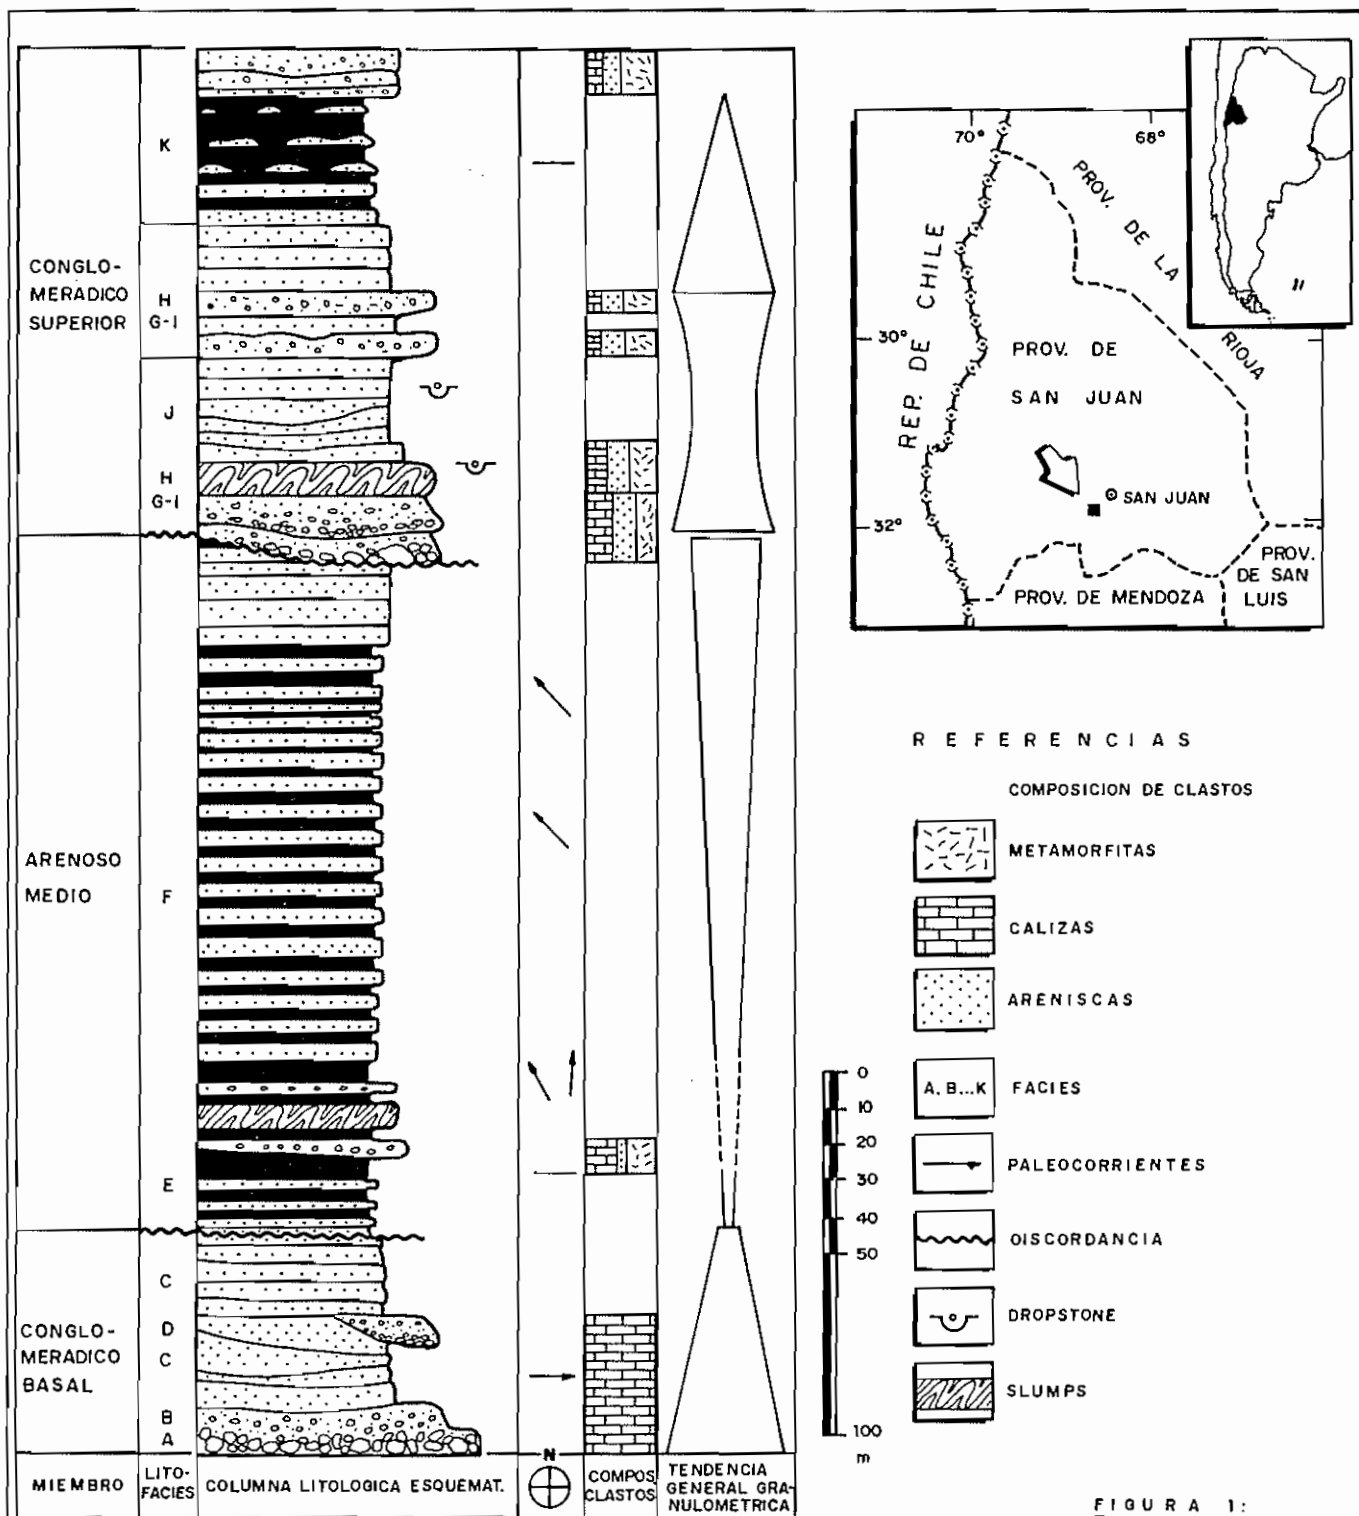 K
CONGLO-
MERADICO
SUPERIOR
H
G-I
J
H
G-I
ARENOSO
MEDIO
F
E
C
D
C
CONGLO-
MERADICO
BASAL
B
A
MIEMBRO
LITO-
FACIES
COLUMNA LITOLOGICA ESQUEMAT.
N
COMPOS.
CLASTOS
TENDENCIA
GENERAL GRA-
NULOMETRICA
70°
68°
30°
32°
REP. DE CHILE
PROV. DE LA
RIOJA
PROV. DE
SAN JUAN
SAN JUAN
PROV. DE MENDOZA
PROV.
DE SAN
LUIS
REFERENCIAS
COMPOSICION DE CLASTOS
METAMORFITAS
CALIZAS
ARENISCAS
A, B...K FACIES
PALEOCORRIENTES
DISCORDANCIA
DROPSTONE
SLUMPS
0
10
20
30
40
50
100
m
FIGURA 1: